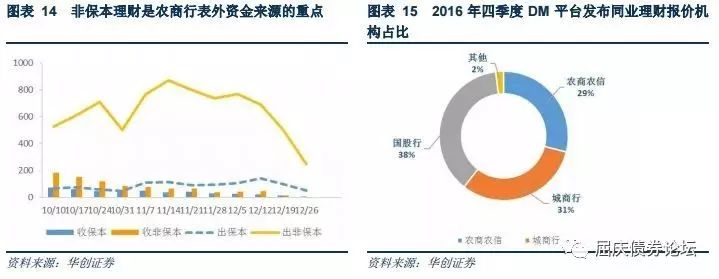 图表 14 非保本理财是农商行表外资金来源的重点
1000
800
600
400
200
0
10/10 10/17 10/24 10/31 11/7 11/14 11/21 11/28 12/5 12/12 12/19 12/26
收保本 收非保本 出保本 出非保本
资料来源：华创证券
图表 15 2016 年四季度 DM 平台发布同业理财报价机
构占比
其他
2%
农商农信
29%
国股行
38%
城商行
31%
农商农信 城商行
资料来源：华创证券
屈庆债券论坛